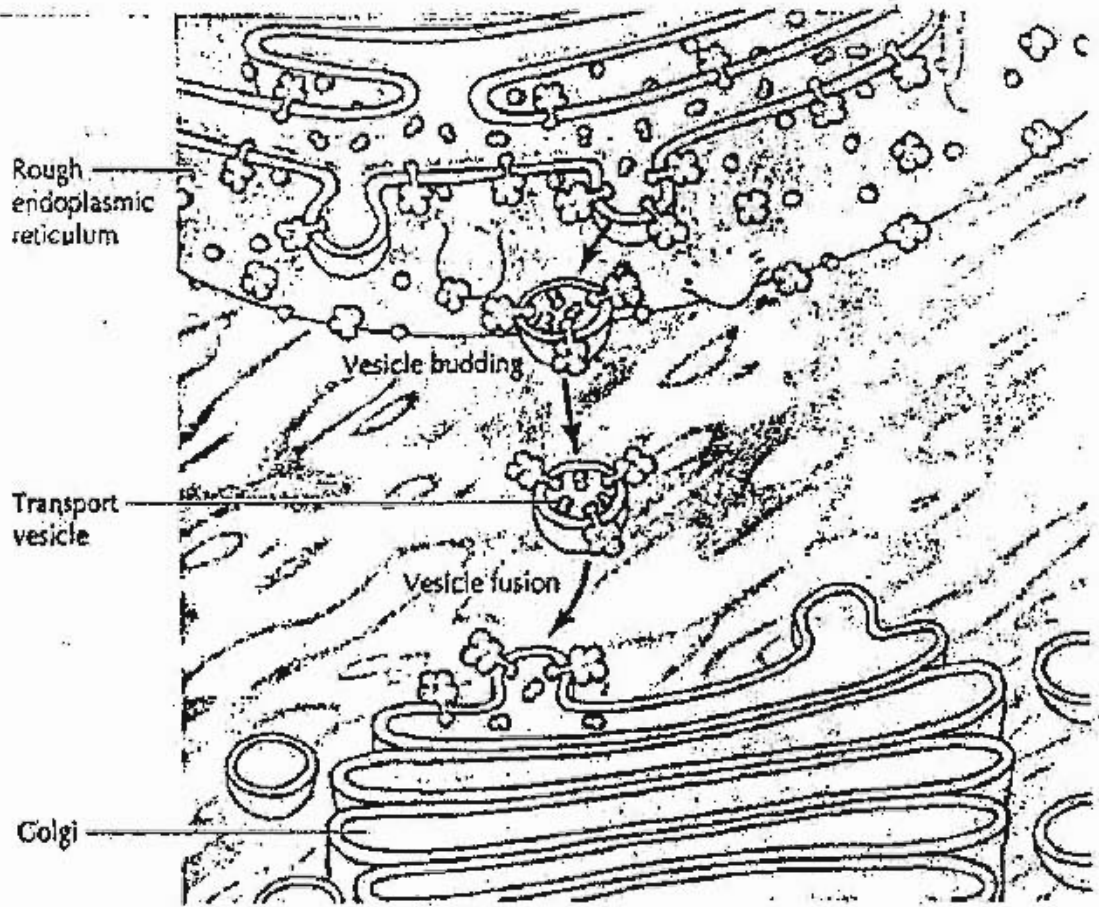 Rough
endoplasmic
reticulum
Vesicle budding
Transport
vesicle
Vesicle fusion
Golgi